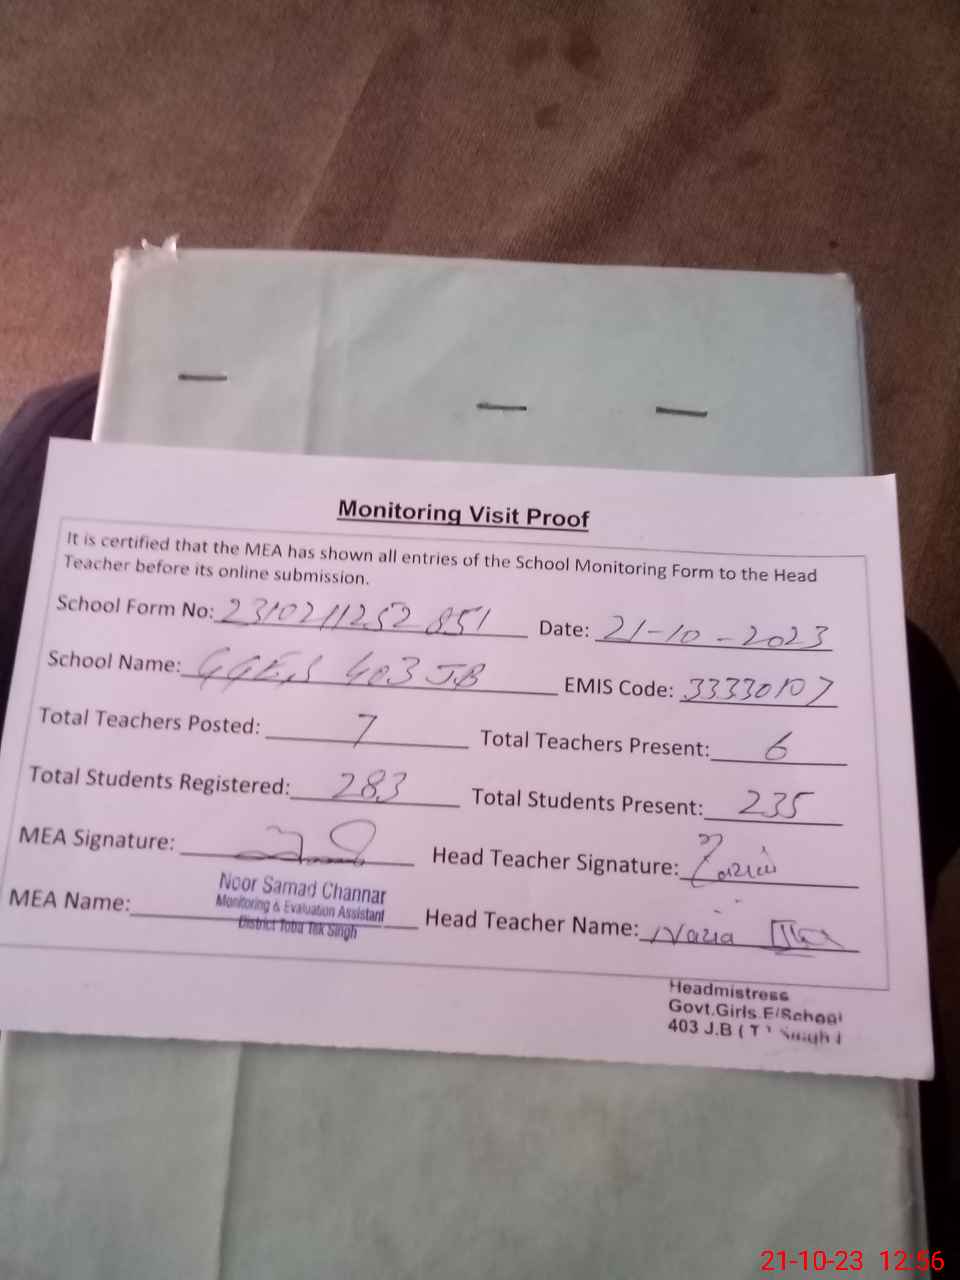 Monitoring Visit Proof
It is certified that the MEA has shown all entries of the School Monitoring Form to the Head
Teacher before its online submission.
School Form No: 2310211252851 Date: 21-10-2023
School Name: GGES 403 JB EMIS Code: 33330107
Total Teachers Posted: 7 Total Teachers Present: 6
Total Students Registered: 283 Total Students Present: 235
MEA Signature: Head Teacher Signature: Nazia
MEA Name: Head Teacher Name: Nazia
Noor Samad Channar
Monitoring & Evaluation Assistant
District Toba Tek Singh
Headmistress
Govt.Girls.E/School
403 J.B (T Singh)
21-10-23 12:56